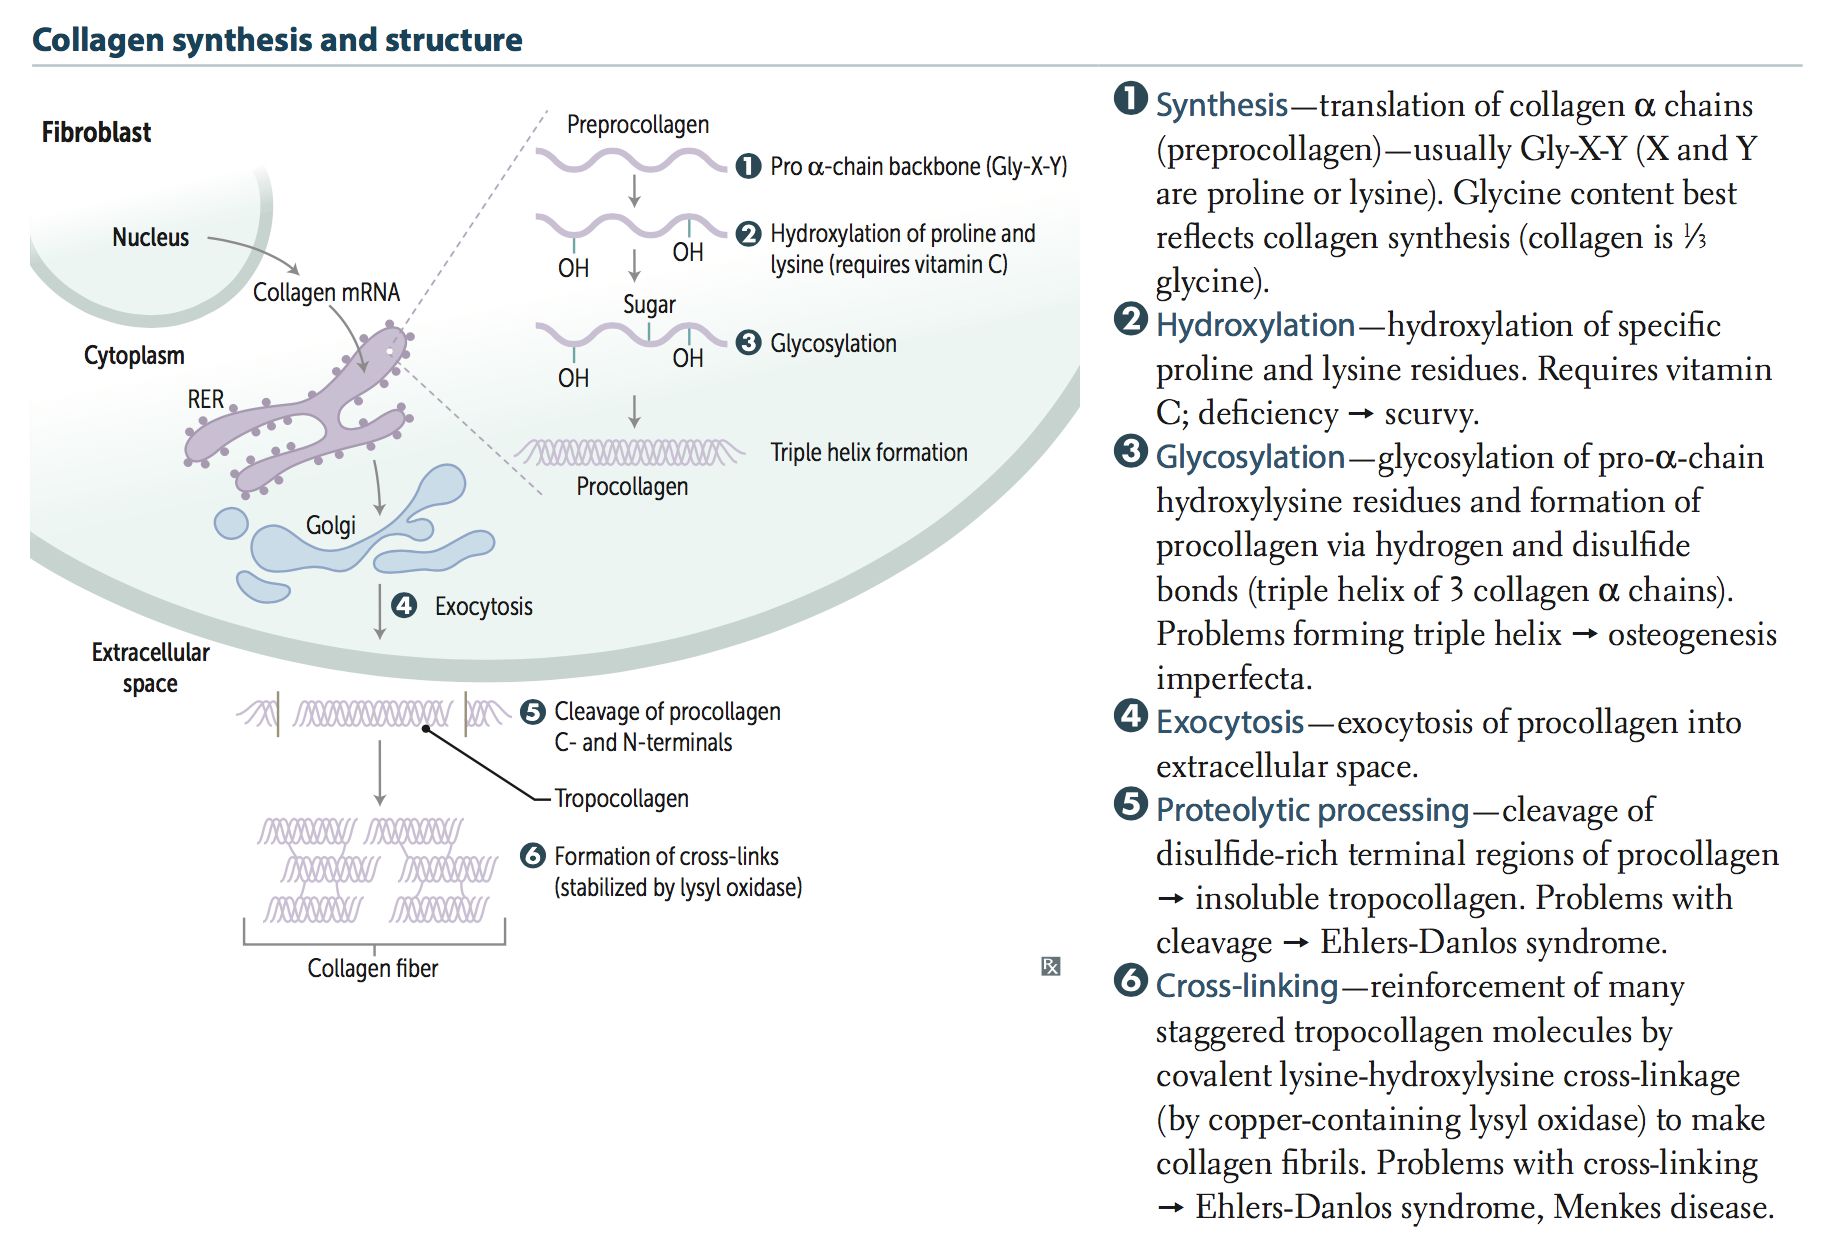 Collagen synthesis and structure
Fibroblast
Nucleus
Collagen mRNA
Cytoplasm
RER
Golgi
4 Exocytosis
Extracellular
space
Preprocollagen
1 Pro α-chain backbone (Gly-X-Y)
2 Hydroxylation of proline and
lysine (requires vitamin C)
OH
OH
Sugar
3 Glycosylation
OH
OH
Triple helix formation
Procollagen
5 Cleavage of procollagen
C- and N-terminals
Tropocollagen
6 Formation of cross-links
(stabilized by lysyl oxidase)
Collagen fiber
Rx
1 Synthesis—translation of collagen α chains
(preprocollagen)—usually Gly-X-Y (X and Y
are proline or lysine). Glycine content best
reflects collagen synthesis (collagen is ⅓
glycine).
2 Hydroxylation—hydroxylation of specific
proline and lysine residues. Requires vitamin
C; deficiency → scurvy.
3 Glycosylation—glycosylation of pro-α-chain
hydroxylysine residues and formation of
procollagen via hydrogen and disulfide
bonds (triple helix of 3 collagen α chains).
Problems forming triple helix → osteogenesis
imperfecta.
4 Exocytosis—exocytosis of procollagen into
extracellular space.
5 Proteolytic processing—cleavage of
disulfide-rich terminal regions of procollagen
→ insoluble tropocollagen. Problems with
cleavage → Ehlers-Danlos syndrome.
6 Cross-linking—reinforcement of many
staggered tropocollagen molecules by
covalent lysine-hydroxylysine cross-linkage
(by copper-containing lysyl oxidase) to make
collagen fibrils. Problems with cross-linking
→ Ehlers-Danlos syndrome, Menkes disease.